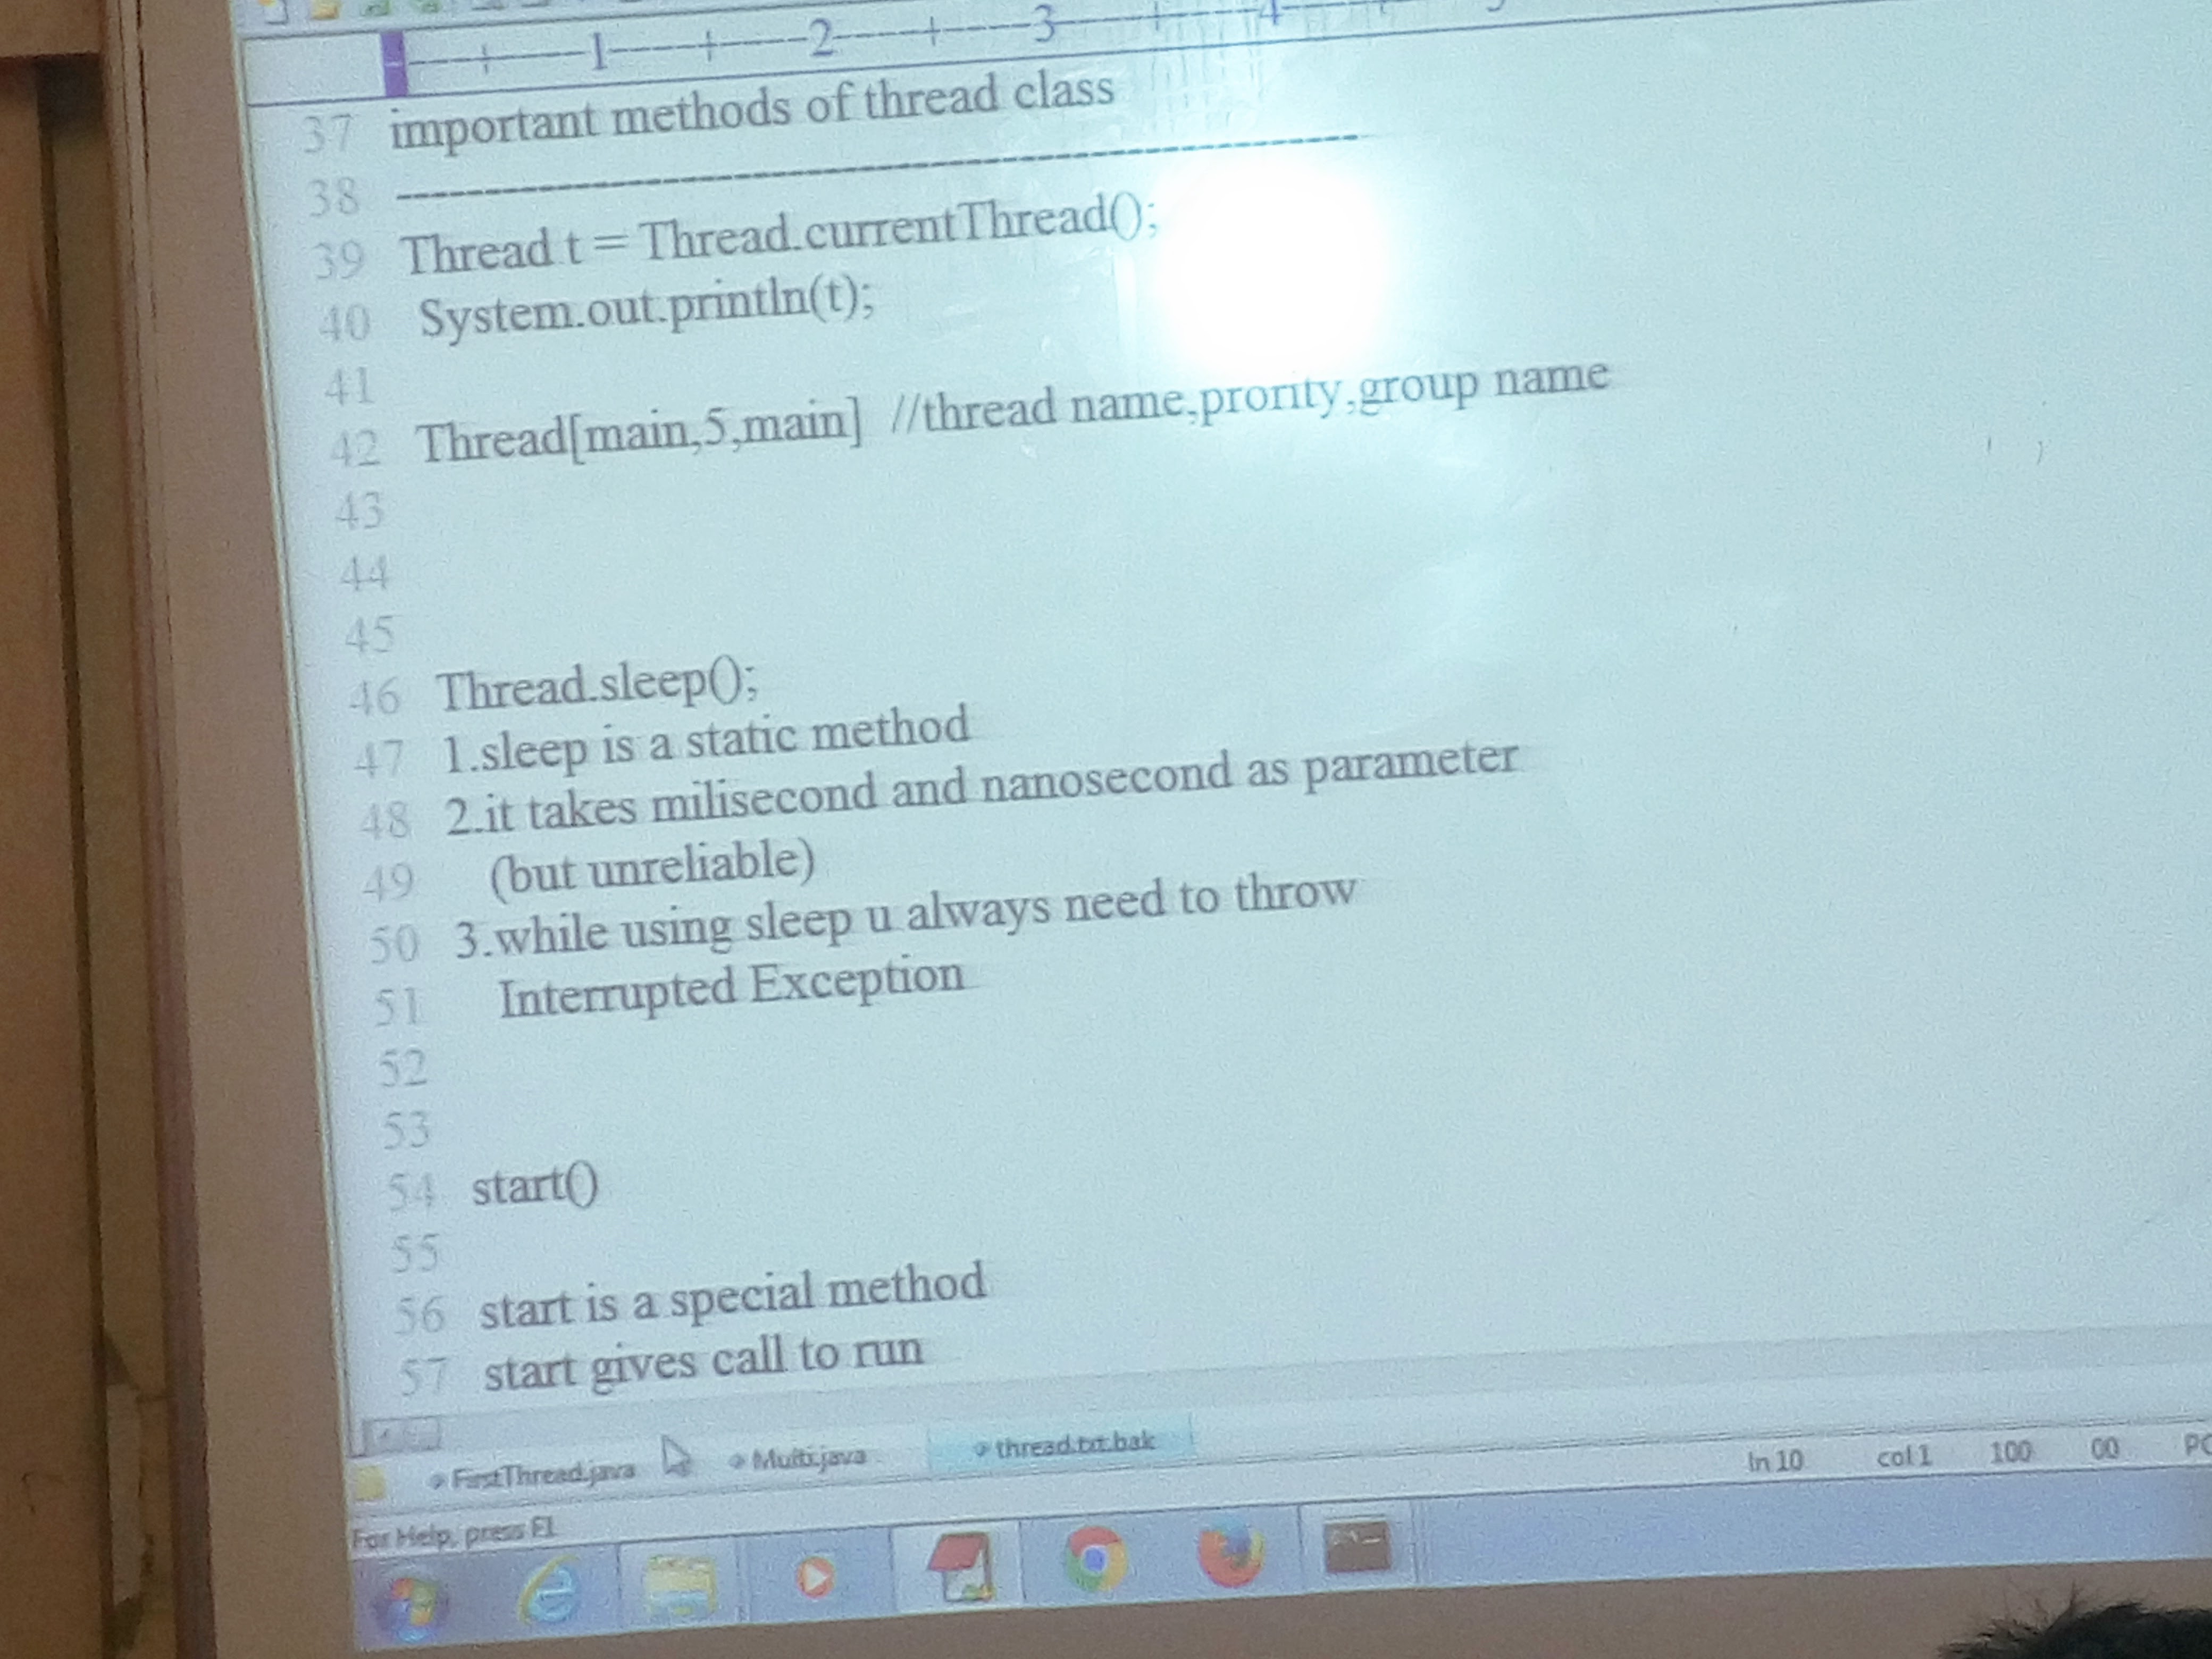 1 2 3 4
37 important methods of thread class
38 ------------------------------------------------
39 Thread t = Thread.currentThread();
40 System.out.println(t);
41
42 Thread[main,5,main] //thread name,prority,group name
43
44
45
46 Thread.sleep();
47 1.sleep is a static method
48 2.it takes milisecond and nanosecond as parameter
49 (but unreliable)
50 3.while using sleep u always need to throw
51 Interrupted Exception
52
53
54 start()
55
56 start is a special method
57 start gives call to run
FirstThread.java Multi.java thread.txt.bak
ln 10 col 1 100 00 PC
For Help, press F1